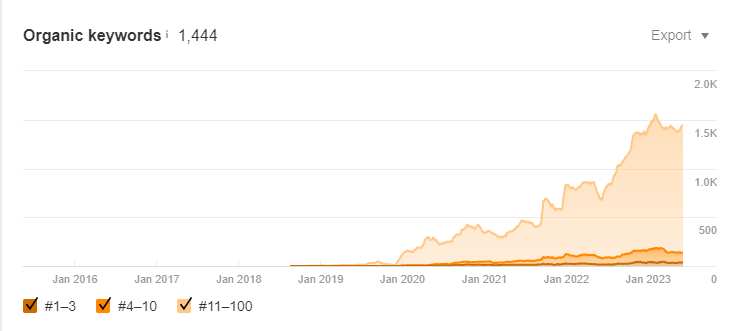 Organic keywords i 1,444
Export
2.0K
1.5K
1.0K
500
Jan 2016 Jan 2017 Jan 2018 Jan 2019 Jan 2020 Jan 2021 Jan 2022 Jan 2023 0
#1–3 #4–10 #11–100